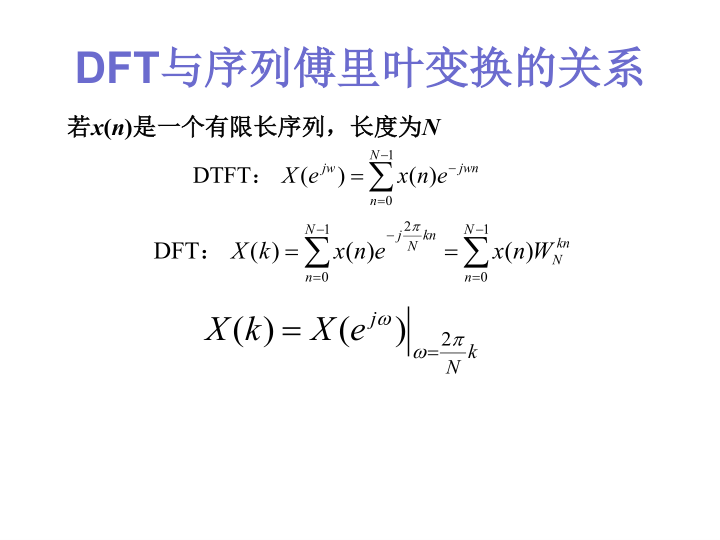 DFT与序列傅里叶变换的关系
若x(n)是一个有限长序列，长度为N
DTFT： X(e^{jw}) = \sum_{n=0}^{N-1} x(n)e^{-jwn}
DFT： X(k) = \sum_{n=0}^{N-1} x(n)e^{-j\frac{2\pi}{N}kn} = \sum_{n=0}^{N-1} x(n)W_N^{kn}
X(k) = X(e^{jω})|_{ω=\frac{2\pi}{N}k}